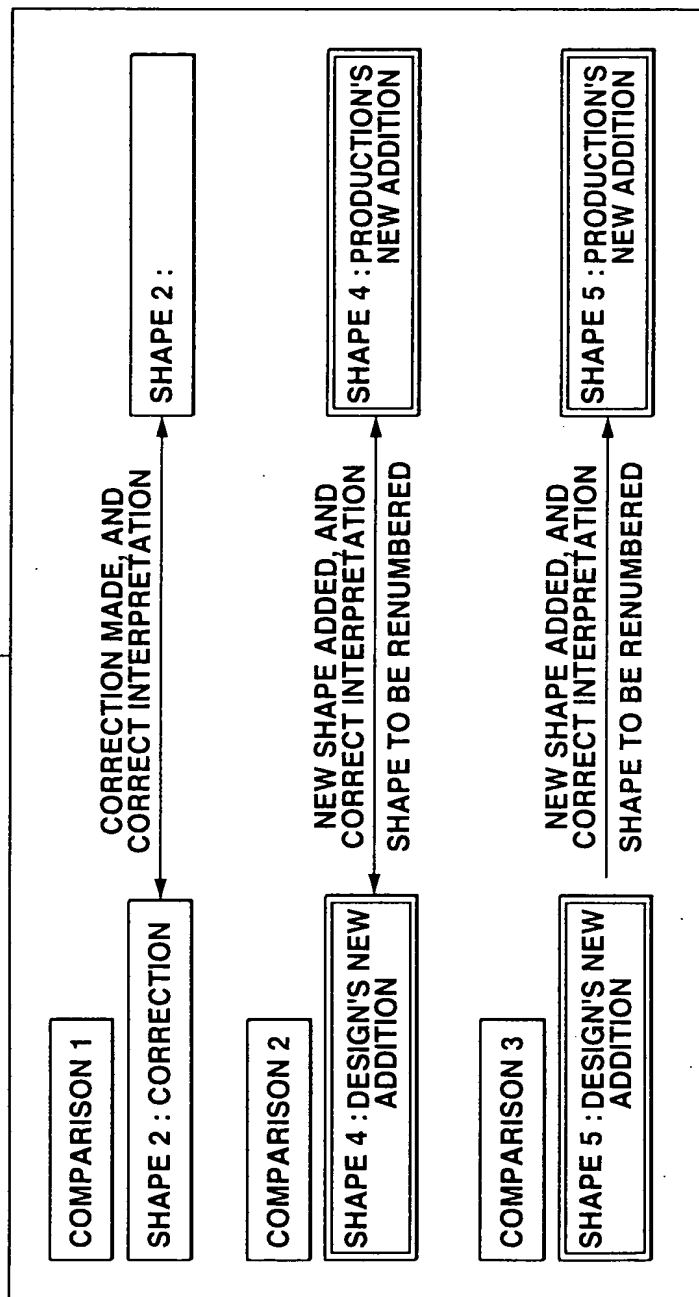 COMPARISON 1
SHAPE 2 : CORRECTION
CORRECTION MADE, AND
CORRECT INTERPRETATION
SHAPE 2 :
COMPARISON 2
SHAPE 4 : DESIGN'S NEW
ADDITION
NEW SHAPE ADDED, AND
CORRECT INTERPRETATION
SHAPE TO BE RENUMBERED
SHAPE 4 : PRODUCTION'S
NEW ADDITION
COMPARISON 3
SHAPE 5 : DESIGN'S NEW
ADDITION
NEW SHAPE ADDED, AND
CORRECT INTERPRETATION
SHAPE TO BE RENUMBERED
SHAPE 5 : PRODUCTION'S
NEW ADDITION